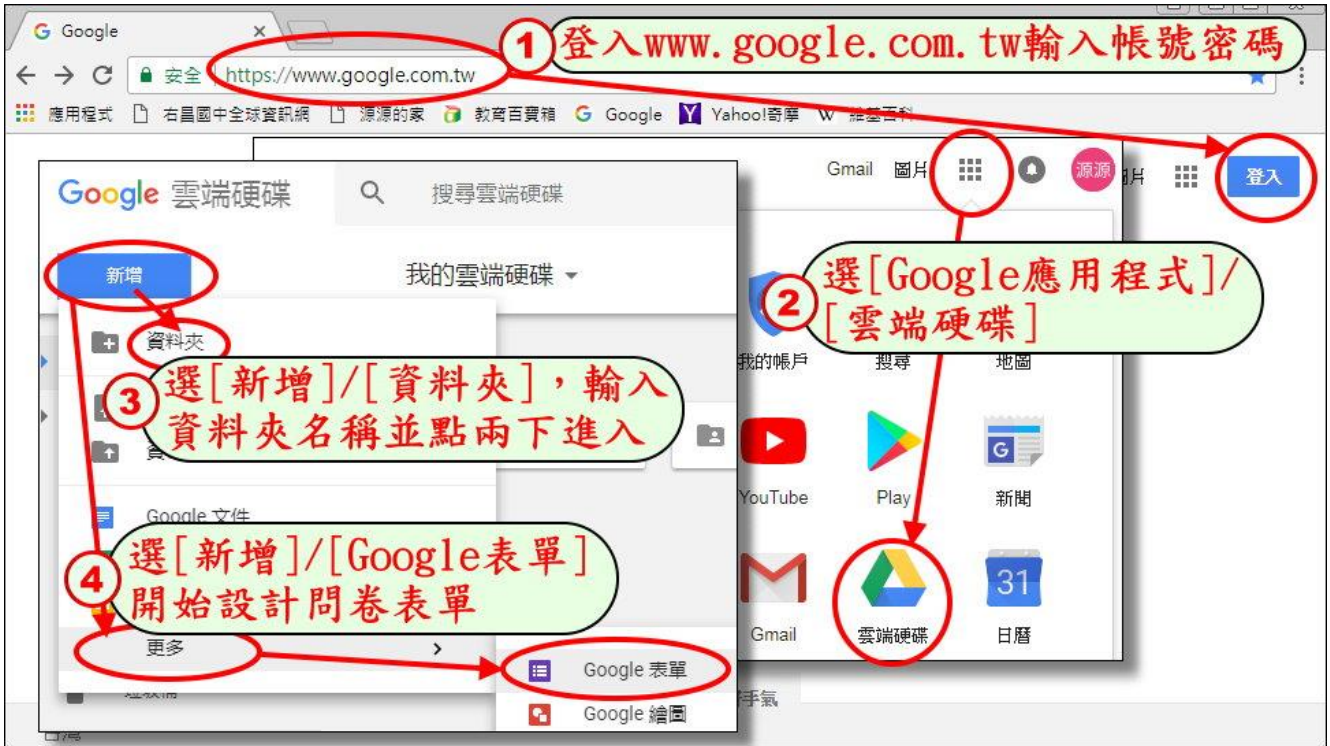 Google
1 登入www.google.com.tw輸入帳號密碼
安全 https://www.google.com.tw
應用程式 右昌國中全球資訊網 源源的家 教育百寶箱 Google Yahoo!奇摩 維基百科
Gmail 圖片 源源 登入
Google 雲端硬碟 搜尋雲端硬碟
新增 我的雲端硬碟
2 選[Google應用程式]/
[雲端硬碟]
資料夾
我的帳戶 搜尋 地圖
3 選[新增]/[資料夾]，輸入
資料夾名稱並點兩下進入
YouTube Play 新聞
Google 文件
4 選[新增]/[Google表單]
開始設計問卷表單
31
Gmail 雲端硬碟 日曆
更多
Google 表單
Google 繪圖
手氣
台灣